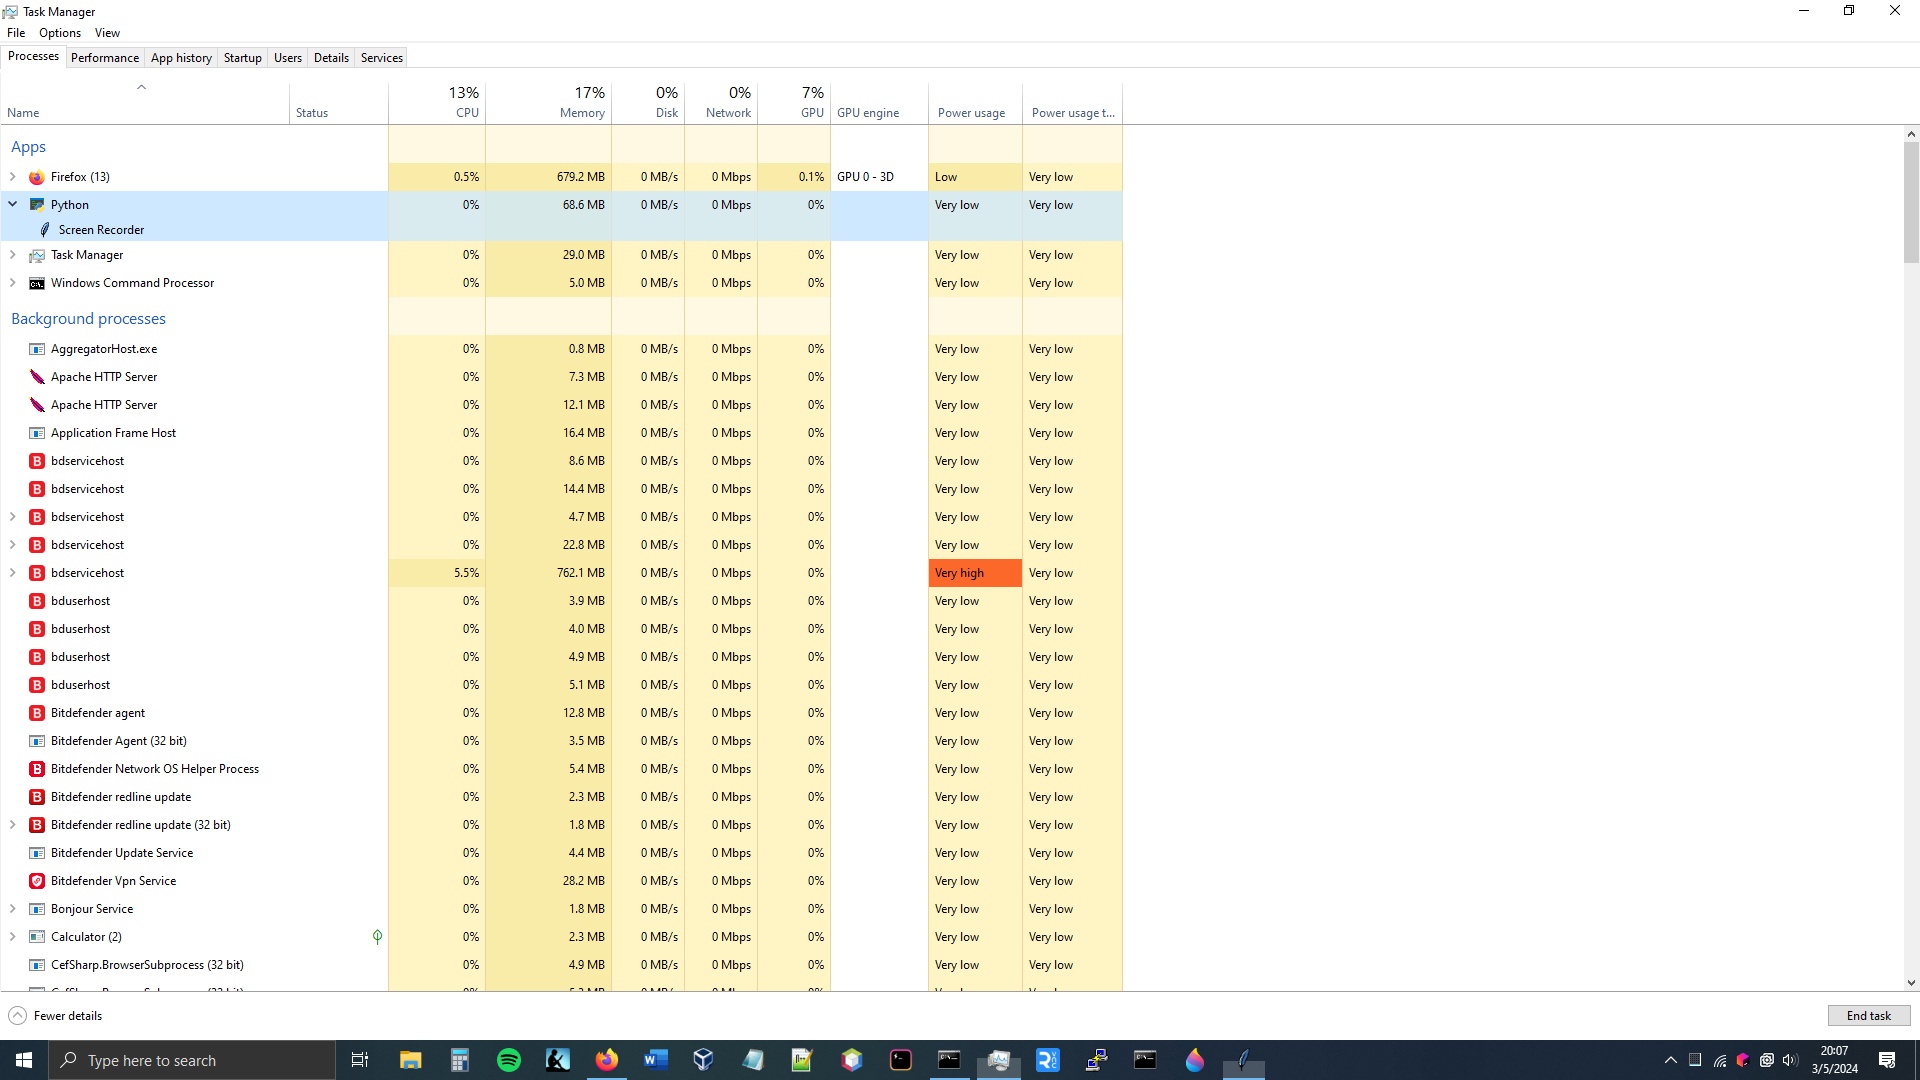 Task Manager
File Options View
Processes Performance App history Startup Users Details Services
13% 17% 0% 0% 7%
Name Status CPU Memory Disk Network GPU GPU engine Power usage Power usage t...
Apps
Firefox (13) 0.5% 679.2 MB 0 MB/s 0 Mbps 0.1% GPU 0 - 3D Low Very low
Python 0% 68.6 MB 0 MB/s 0 Mbps 0% Very low Very low
Screen Recorder
Task Manager 0% 29.0 MB 0 MB/s 0 Mbps 0% Very low Very low
Windows Command Processor 0% 5.0 MB 0 MB/s 0 Mbps 0% Very low Very low
Background processes
AggregatorHost.exe 0% 0.8 MB 0 MB/s 0 Mbps 0% Very low Very low
Apache HTTP Server 0% 7.3 MB 0 MB/s 0 Mbps 0% Very low Very low
Apache HTTP Server 0% 12.1 MB 0 MB/s 0 Mbps 0% Very low Very low
Application Frame Host 0% 16.4 MB 0 MB/s 0 Mbps 0% Very low Very low
bdservicehost 0% 8.6 MB 0 MB/s 0 Mbps 0% Very low Very low
bdservicehost 0% 14.4 MB 0 MB/s 0 Mbps 0% Very low Very low
bdservicehost 0% 4.7 MB 0 MB/s 0 Mbps 0% Very low Very low
bdservicehost 0% 22.8 MB 0 MB/s 0 Mbps 0% Very low Very low
bdservicehost 5.5% 762.1 MB 0 MB/s 0 Mbps 0% Very high Very low
bduserhost 0% 3.9 MB 0 MB/s 0 Mbps 0% Very low Very low
bduserhost 0% 4.0 MB 0 MB/s 0 Mbps 0% Very low Very low
bduserhost 0% 4.9 MB 0 MB/s 0 Mbps 0% Very low Very low
bduserhost 0% 5.1 MB 0 MB/s 0 Mbps 0% Very low Very low
Bitdefender agent 0% 12.8 MB 0 MB/s 0 Mbps 0% Very low Very low
Bitdefender Agent (32 bit) 0% 3.5 MB 0 MB/s 0 Mbps 0% Very low Very low
Bitdefender Network OS Helper Process 0% 5.4 MB 0 MB/s 0 Mbps 0% Very low Very low
Bitdefender redline update 0% 2.3 MB 0 MB/s 0 Mbps 0% Very low Very low
Bitdefender redline update (32 bit) 0% 1.8 MB 0 MB/s 0 Mbps 0% Very low Very low
Bitdefender Update Service 0% 4.4 MB 0 MB/s 0 Mbps 0% Very low Very low
Bitdefender Vpn Service 0% 28.2 MB 0 MB/s 0 Mbps 0% Very low Very low
Bonjour Service 0% 1.8 MB 0 MB/s 0 Mbps 0% Very low Very low
Calculator (2) 0% 2.3 MB 0 MB/s 0 Mbps 0% Very low Very low
CefSharp.BrowserSubprocess (32 bit) 0% 4.9 MB 0 MB/s 0 Mbps 0% Very low Very low
Fewer details End task
Type here to search
20:07
3/5/2024